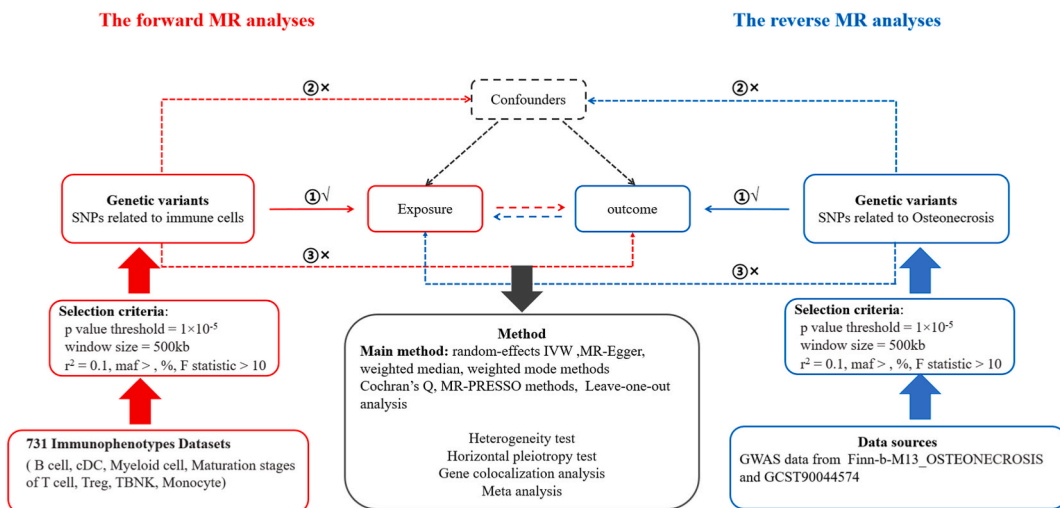 The forward MR analyses
The reverse MR analyses
②×
Confounders
②×
Genetic variants
SNPs related to immune cells
①√
Exposure
outcome
①√
Genetic variants
SNPs related to Osteonecrosis
③×
③×
Selection criteria:
p value threshold = 1×10⁻⁵
window size = 500kb
r² = 0.1, maf > , %, F statistic > 10
Method
Main method: random-effects IVW ,MR-Egger,
weighted median, weighted mode methods
Cochran’s Q, MR-PRESSO methods, Leave-one-out
analysis
Heterogeneity test
Horizontal pleiotropy test
Gene colocalization analysis
Meta analysis
Selection criteria:
p value threshold = 1×10⁻⁵
window size = 500kb
r² = 0.1, maf > , %, F statistic > 10
731 Immunophenotypes Datasets
( B cell, cDC, Myeloid cell, Maturation stages
of T cell, Treg, TBNK, Monocyte)
Data sources
GWAS data from Finn-b-M13_OSTEONECROSIS
and GCST90044574